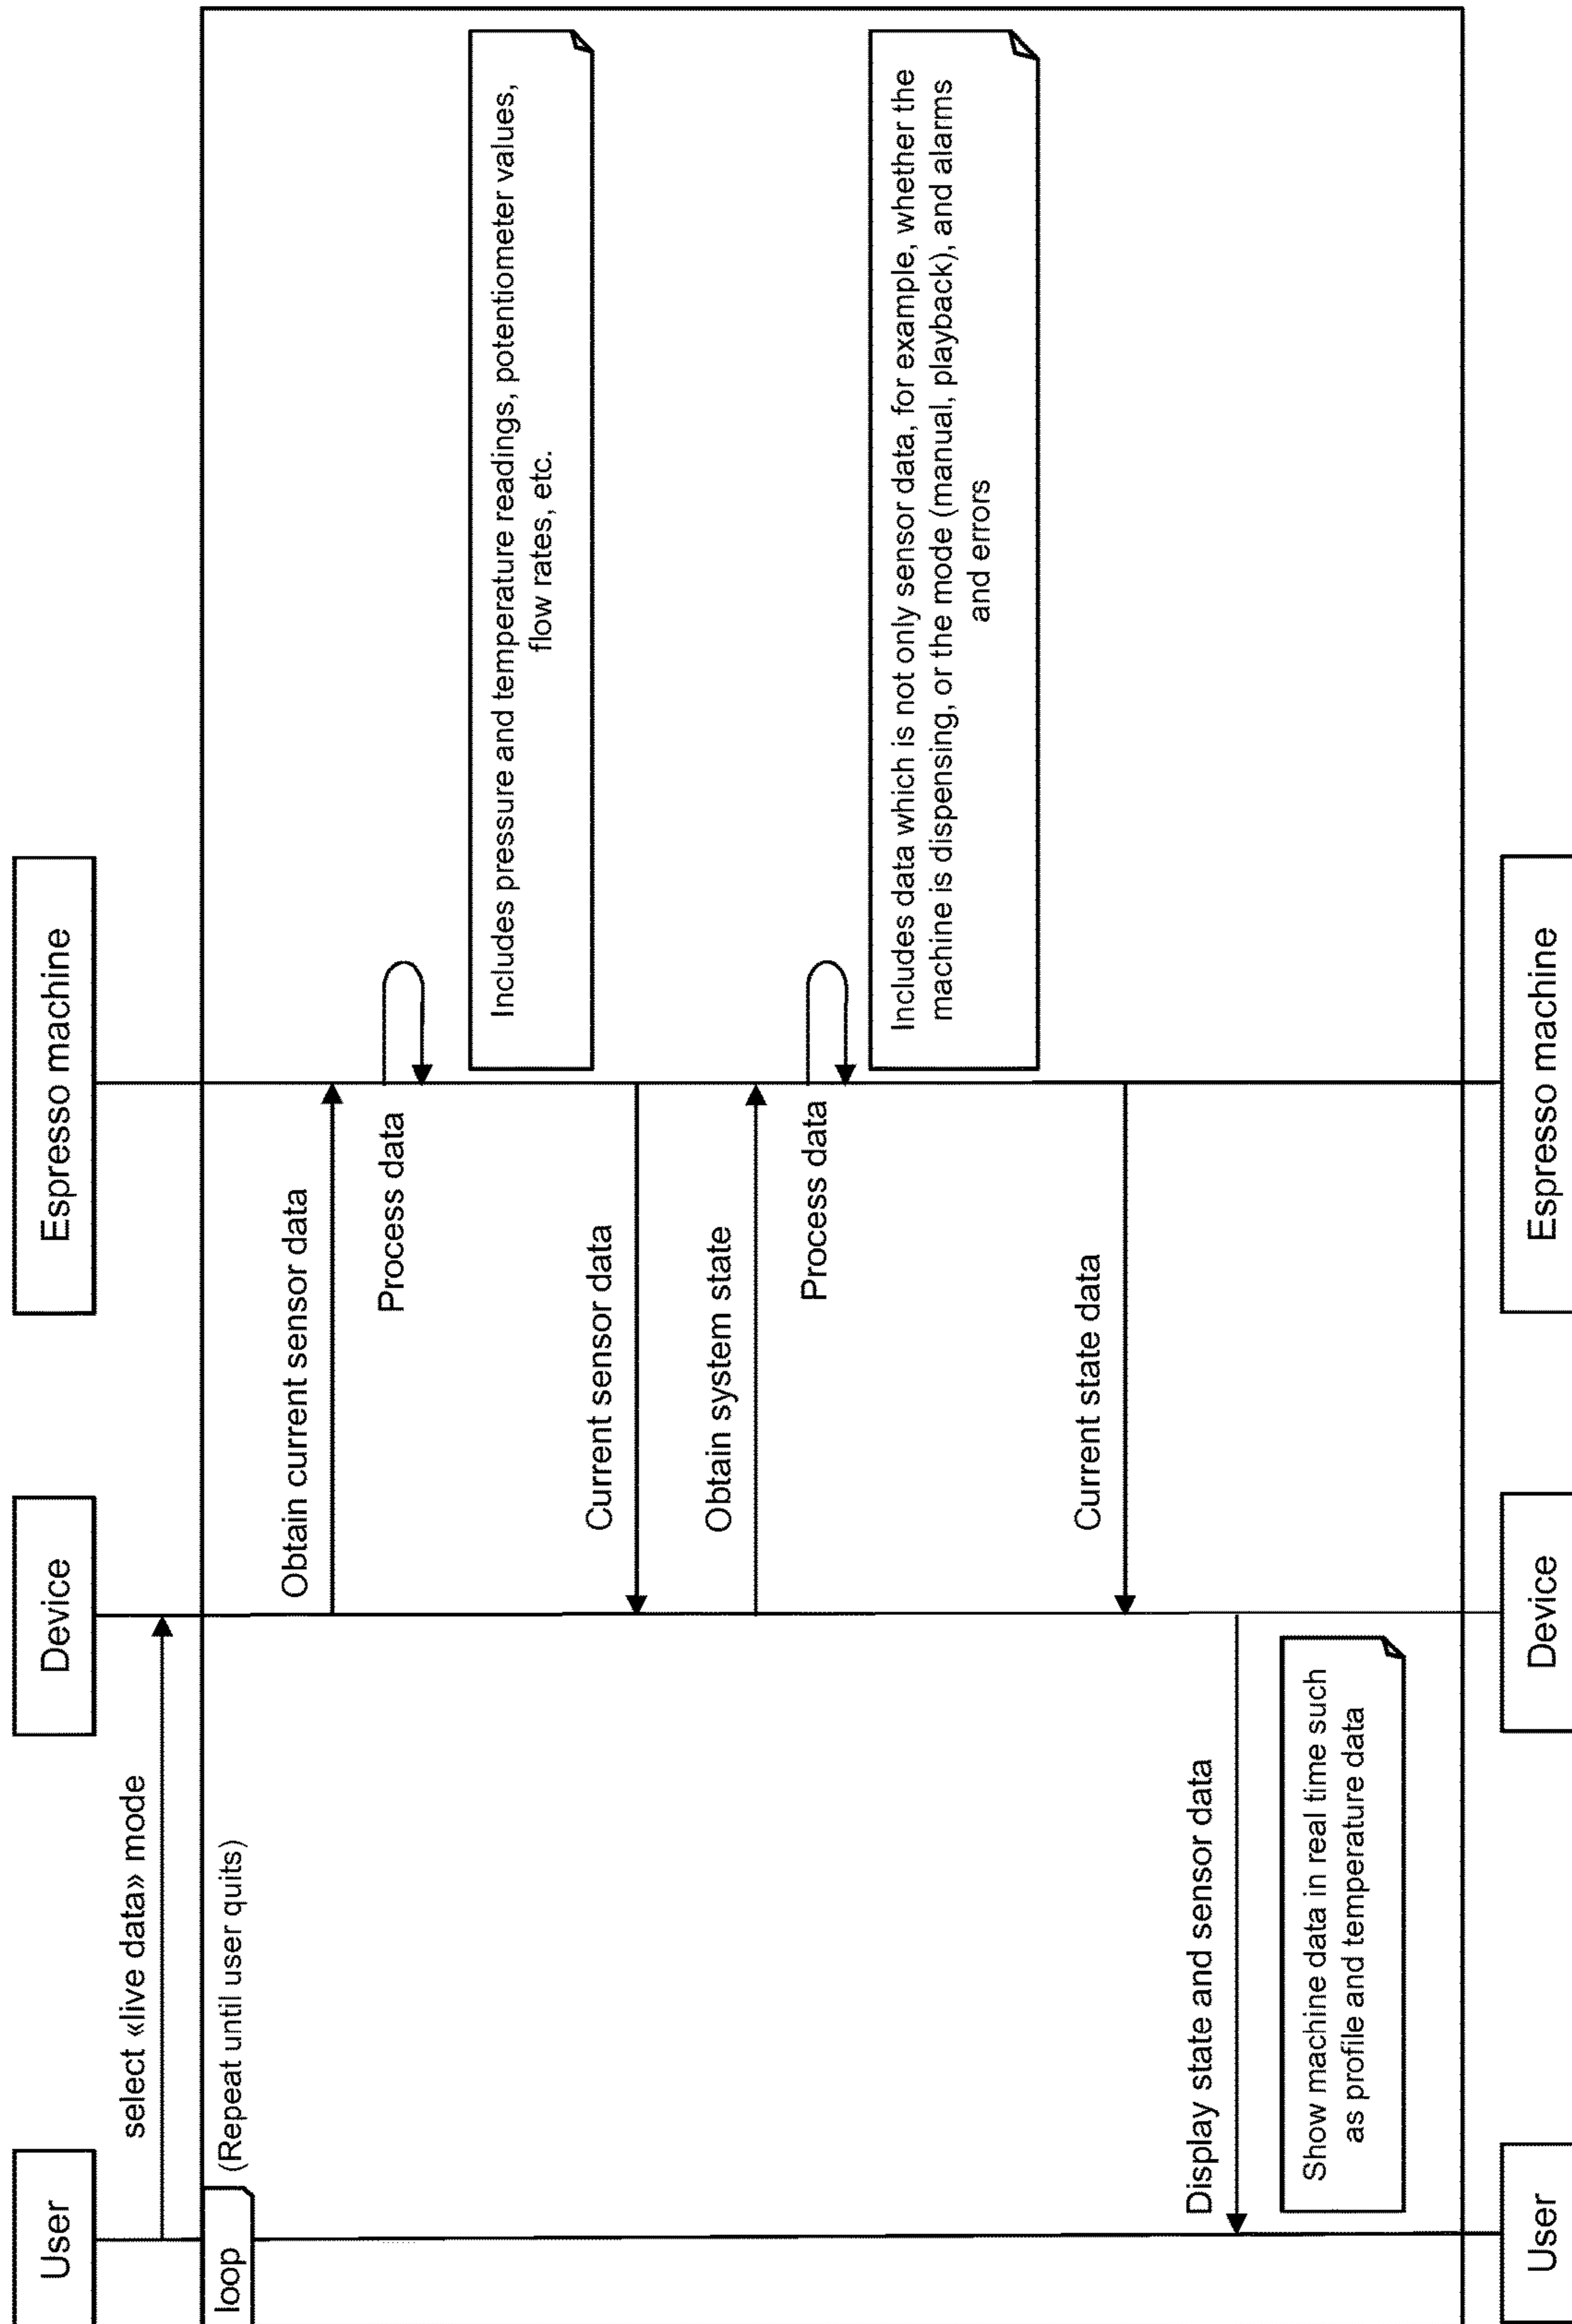 User
Device
Espresso machine
select «live data» mode
loop
(Repeat until user quits)
Obtain current sensor data
Process data
Includes pressure and temperature readings, potentiometer values,
flow rates, etc.
Current sensor data
Obtain system state
Process data
Includes data which is not only sensor data, for example, whether the
machine is dispensing, or the mode (manual, playback), and alarms
and errors
Current state data
Display state and sensor data
Show machine data in real time such
as profile and temperature data
User
Device
Espresso machine